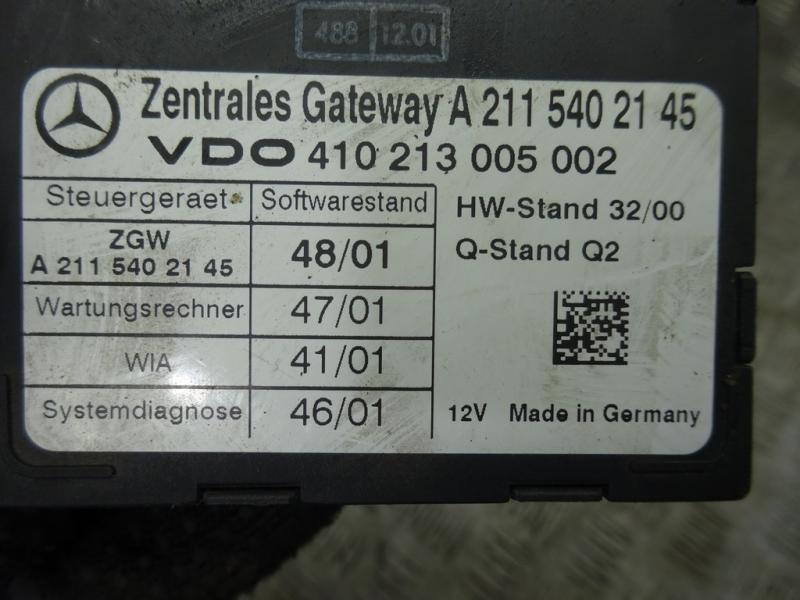 488 12.01
Zentrales Gateway A 211 540 21 45
VDO 410 213 005 002
Steuergeraet Softwarestand
HW-Stand 32/00
ZGW
A 211 540 21 45 48/01
Q-Stand Q2
Wartungsrechner 47/01
WIA 41/01
Systemdiagnose 46/01
12V Made in Germany